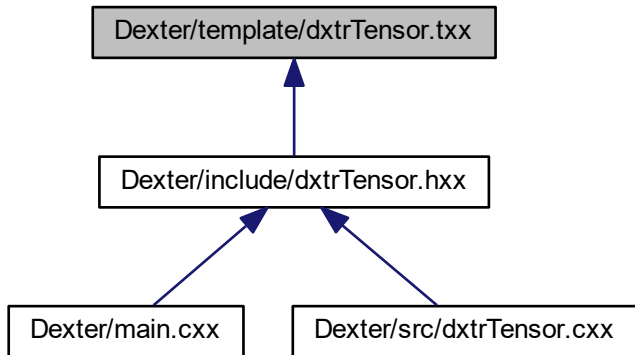 Dexter/template/dxtrTensor.txx
Dexter/include/dxtrTensor.hxx
Dexter/main.cxx
Dexter/src/dxtrTensor.cxx